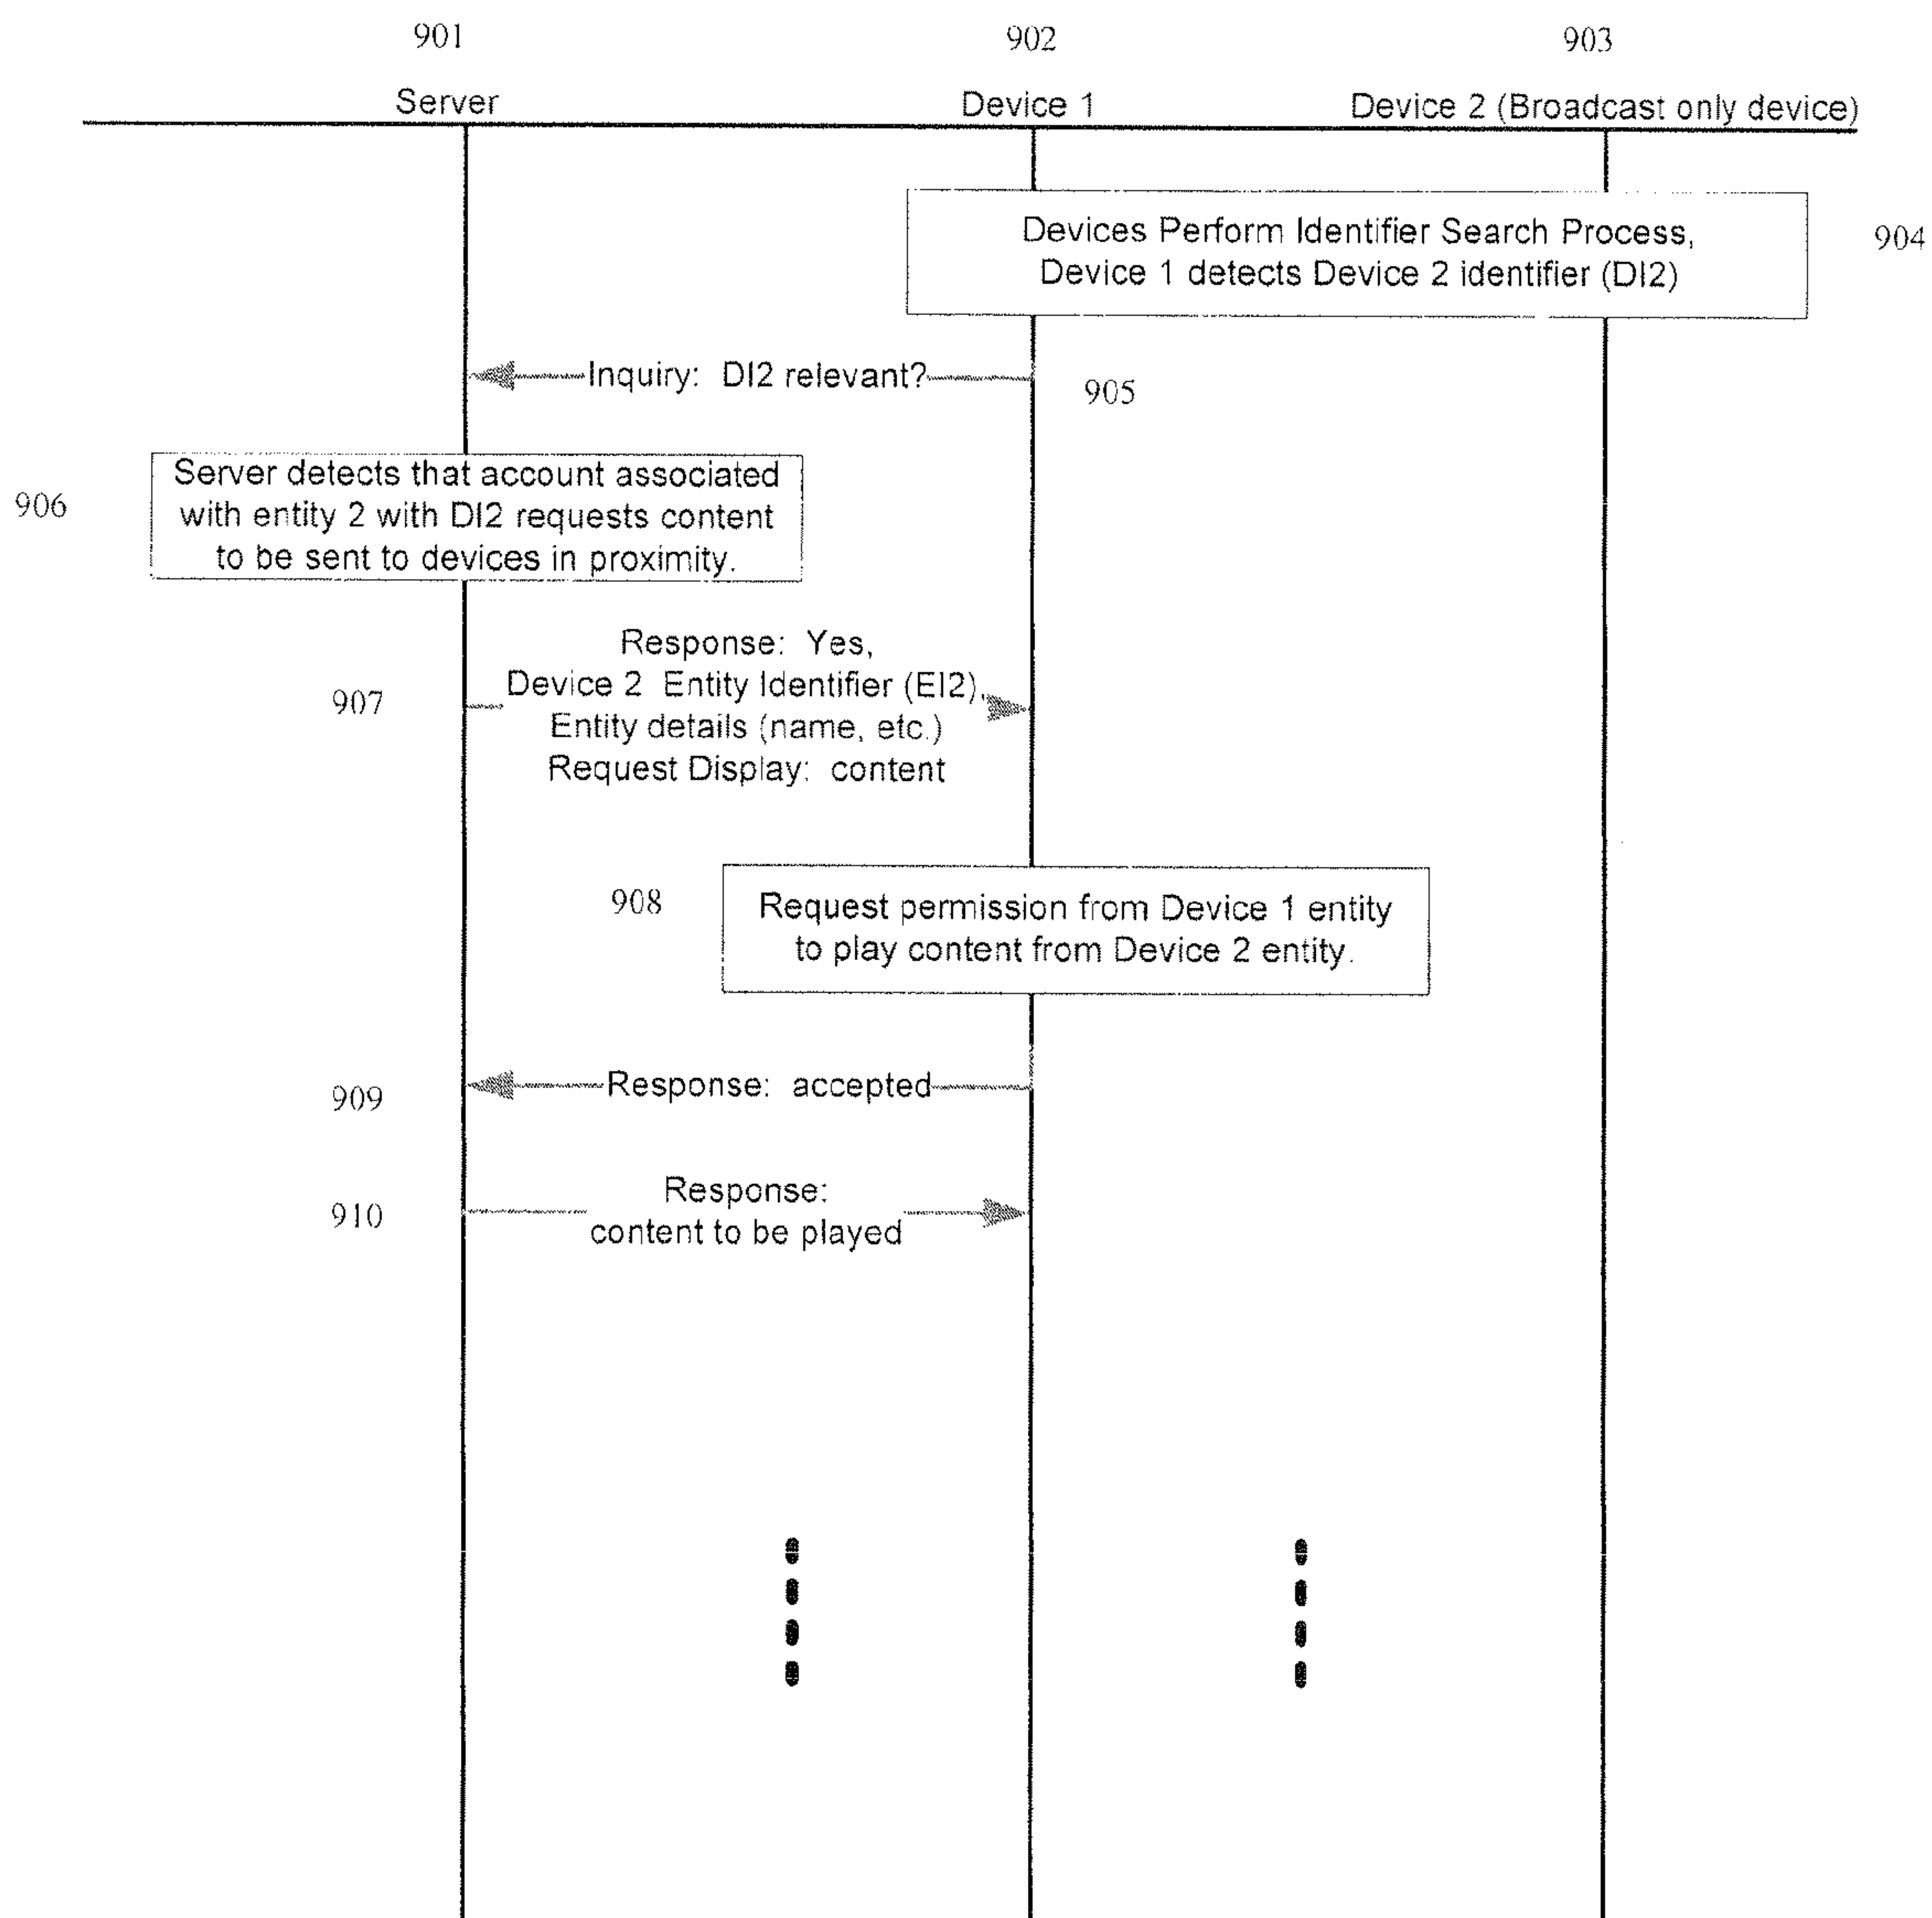 901
902
903
Server
Device 1
Device 2 (Broadcast only device)
Devices Perform Identifier Search Process,
Device 1 detects Device 2 identifier (DI2)
904
Inquiry: DI2 relevant?
905
906
Server detects that account associated
with entity 2 with DI2 requests content
to be sent to devices in proximity.
907
Response: Yes,
Device 2 Entity Identifier (EI2),
Entity details (name, etc.)
Request Display: content
908
Request permission from Device 1 entity
to play content from Device 2 entity.
909
Response: accepted
910
Response:
content to be played